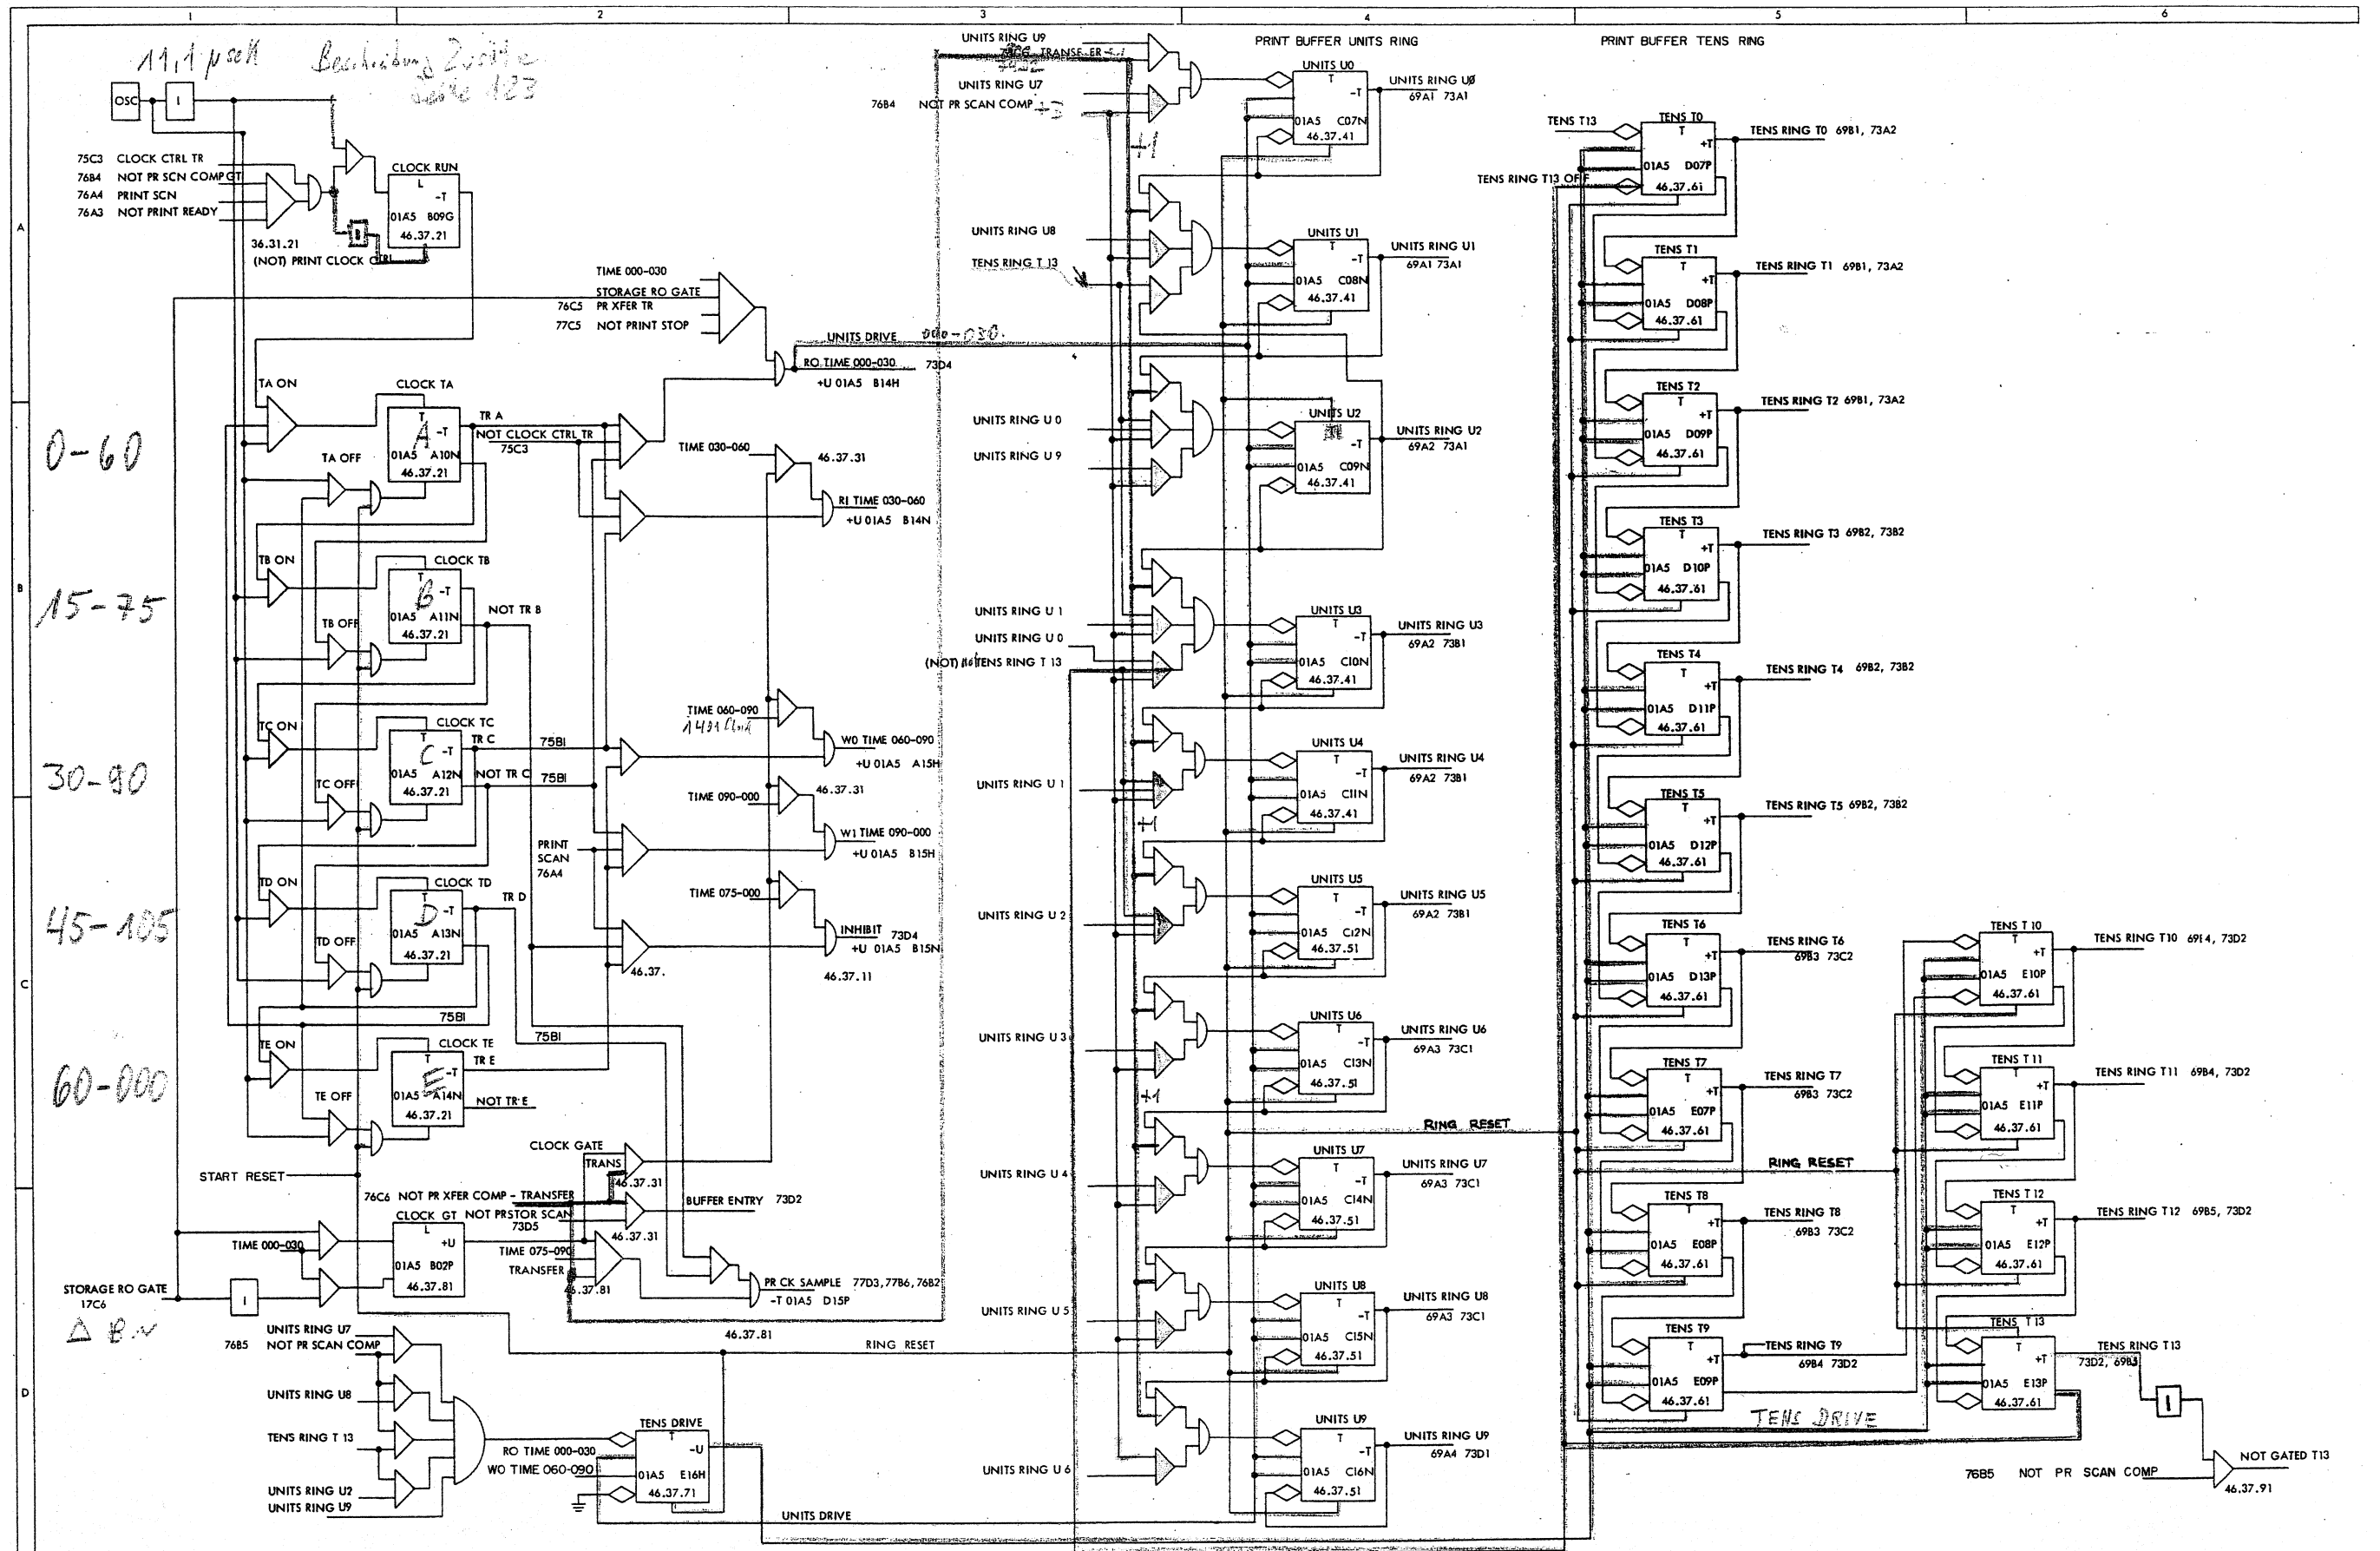 1 2 3 4 5 6
A
B
C
D
11,1 µsek
Seite 123
OSC
I
75C3 CLOCK CTRL TR
76B4 NOT PR SCN COMP GT
76A4 PRINT SCN
76A3 NOT PRINT READY
36.31.21
(NOT) PRINT CLOCK CTRL
I
CLOCK RUN
L
-T
01A5 B09G
46.37.21
TIME 000-030
STORAGE RO GATE
76C5 PR XFER TR
77C5 NOT PRINT STOP
UNITS DRIVE 000-030.
RO TIME 000-030 73D4
+U 01A5 B14H
0-60
TA ON
CLOCK TA
T
A -T
01A5 A10N
46.37.21
TA OFF
TR A
NOT CLOCK CTRL TR
75C3
TIME 030-060
46.37.31
RI TIME 030-060
+U 01A5 B14N
15-75
TB ON
CLOCK TB
T
B -T
01A5 A11N
46.37.21
TB OFF
NOT TR B
30-90
TC ON
CLOCK TC
T
C -T
01A5 A12N
46.37.21
TC OFF
TR C 75B1
NOT TR C 75B1
TIME 060-090
W0 TIME 060-090
+U 01A5 A15H
TIME 090-000
46.37.31
W1 TIME 090-000
+U 01A5 B15H
PRINT
SCAN
76A4
45-105
TD ON
CLOCK TD
T
D -T
01A5 A13N
46.37.21
TD OFF
TR D
TIME 075-000
INHIBIT 73D4
+U 01A5 B15N
46.37.
46.37.11
75B1
75B1
60-000
TE ON
CLOCK TE
T
E -T
01A5 A14N
46.37.21
TE OFF
TR E
NOT TR E
START RESET
CLOCK GATE
TRANS
46.37.31
76C6 NOT PR XFER COMP - TRANSFER
NOT PRSTOR SCAN
73D5
BUFFER ENTRY 73D2
46.37.31
CLOCK GT
L
+U
01A5 B02P
46.37.81
TIME 000-030
STORAGE RO GATE
17C6
I
TIME 075-090
TRANSFER
46.37.81
PR CK SAMPLE 77D3,77B6,76B2
-T 01A5 D15P
46.37.81
RING RESET
UNITS RING U7
76B5 NOT PR SCAN COMP
UNITS RING U8
TENS RING T 13
UNITS RING U2
UNITS RING U9
TENS DRIVE
T
-U
01A5 E16H
46.37.71
RO TIME 000-030
WO TIME 060-090
UNITS DRIVE
PRINT BUFFER UNITS RING
UNITS RING U9
UNITS RING U7
76B4 NOT PR SCAN COMP +3
+1
UNITS U0
T
-T
01A5 C07N
46.37.41
UNITS RING UØ
69A1 73A1
UNITS RING U8
TENS RING T 13
UNITS U1
T
-T
01A5 C08N
46.37.41
UNITS RING U1
69A1 73A1
UNITS RING U 0
UNITS RING U 9
UNITS U2
-T
01A5 C09N
46.37.41
UNITS RING U2
69A2 73A1
UNITS RING U 1
UNITS RING U 0
(NOT) TENS RING T 13
UNITS U3
T
-T
01A5 C10N
46.37.41
UNITS RING U3
69A2 73B1
UNITS RING U 1
+1
UNITS U4
T
-T
01A5 C11N
46.37.41
UNITS RING U4
69A2 73B1
UNITS RING U 2
UNITS U5
T
-T
01A5 C12N
46.37.51
UNITS RING U5
69A2 73B1
UNITS RING U 3
+1
UNITS U6
T
-T
01A5 C13N
46.37.51
UNITS RING U6
69A3 73C1
RING RESET
UNITS RING U 4
UNITS U7
T
-T
01A5 C14N
46.37.51
UNITS RING U7
69A3 73C1
UNITS RING U 5
UNITS U8
T
-T
01A5 C15N
46.37.51
UNITS RING U8
69A3 73C1
UNITS RING U 6
UNITS U9
T
-T
01A5 C16N
46.37.51
UNITS RING U9
69A4 73D1
PRINT BUFFER TENS RING
TENS T13
TENS RING T13 OFF
TENS T0
T
+T
01A5 D07P
46.37.61
TENS RING T0 69B1, 73A2
TENS T1
T
+T
01A5 D08P
46.37.61
TENS RING T1 69B1, 73A2
TENS T2
T
+T
01A5 D09P
46.37.61
TENS RING T2 69B1, 73A2
TENS T3
T
+T
01A5 D10P
46.37.61
TENS RING T3 69B2, 73B2
TENS T4
T
+T
01A5 D11P
46.37.61
TENS RING T4 69B2, 73B2
TENS T5
T
+T
01A5 D12P
46.37.61
TENS RING T5 69B2, 73B2
TENS T6
T
+T
01A5 D13P
46.37.61
TENS RING T6
69B3 73C2
TENS T7
T
+T
01A5 E07P
46.37.61
TENS RING T7
69B3 73C2
RING RESET
TENS T8
T
+T
01A5 E08P
46.37.61
TENS RING T8
69B3 73C2
TENS T9
T
+T
01A5 E09P
46.37.61
TENS RING T9
69B4 73D2
TENS DRIVE
TENS T 10
T
+T
01A5 E10P
46.37.61
TENS RING T10 69F4, 73D2
TENS T 11
T
+T
01A5 E11P
46.37.61
TENS RING T11 69B4, 73D2
TENS T 12
T
+T
01A5 E12P
46.37.61
TENS RING T12 69B5, 73D2
TENS T 13
T
+T
01A5 E13P
46.37.61
TENS RING T13
73D2, 69B3
I
76B5 NOT PR SCAN COMP
NOT GATED T13
46.37.91